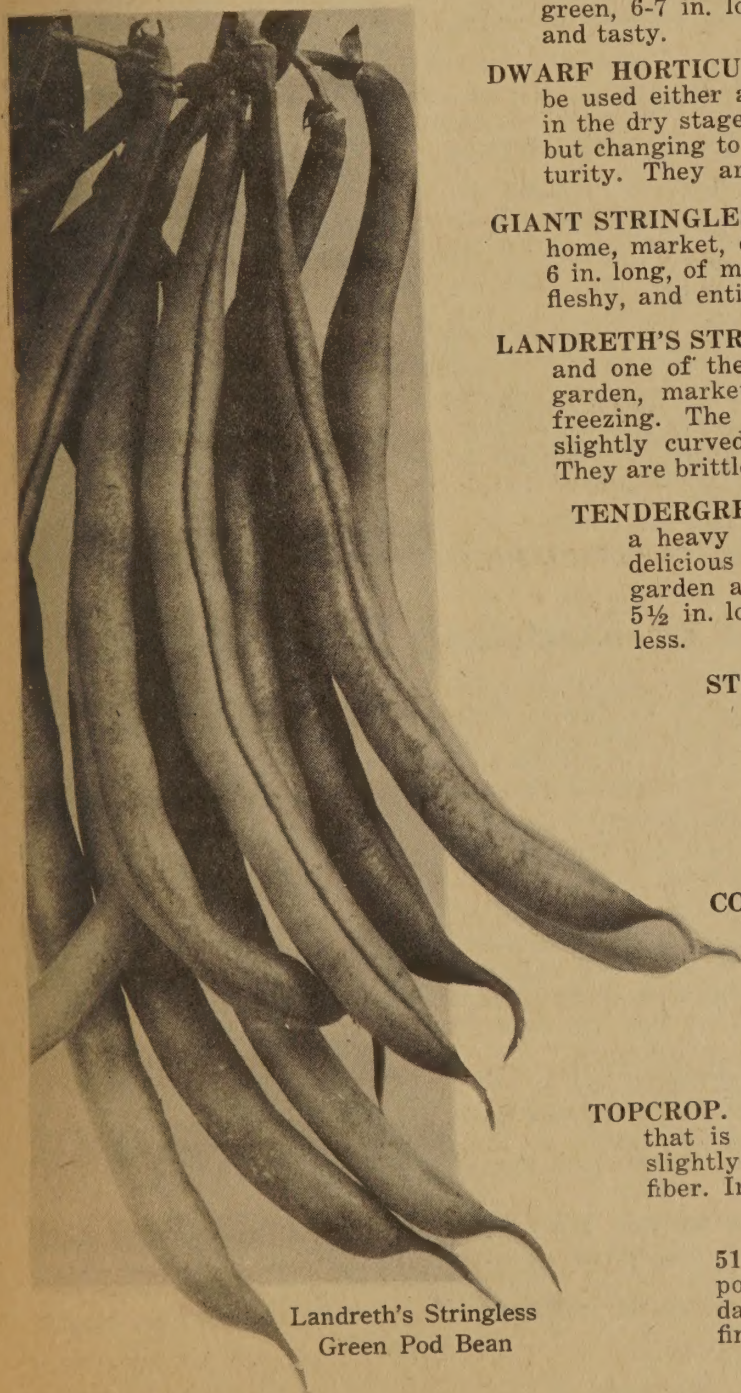 green, 6-7 in. lo
and tasty.
DWARF HORTICU
be used either a
in the dry stage
but changing to
turity. They ar
GIANT STRINGLE
home, market,
6 in. long, of m
fleshy, and enti
LANDRETH'S STR
and one of the
garden, marke
freezing. The
slightly curved
They are brittl
TENDERGRE
a heavy
delicious
garden a
5½ in. lo
less.
ST
CO
TOPCROP.
that is
slightly
fiber. I
51
po
da
fir
Landreth's Stringless
Green Pod Bean